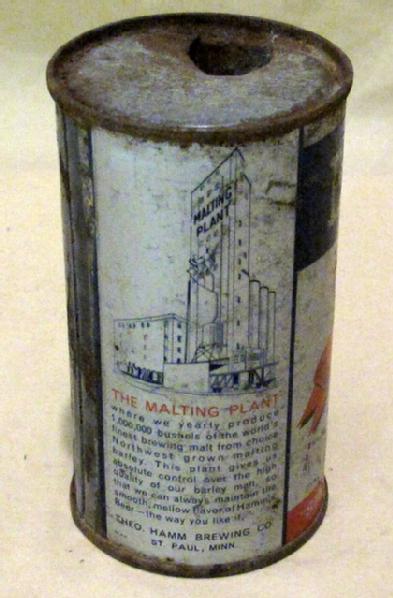 MALTING
PLANT
THE MALTING PLANT
where we yearly produce
1,000,000 bushels of the world's
finest brewing malt from choice
Northwest grown malting
barley. This plant gives us
absolute control over the high
quality of our barley malt, so
that we can always maintain the
smooth, mellow flavor of Hamm's
Beer—the way you like it.
THEO. HAMM BREWING CO.
ST. PAUL, MINN.